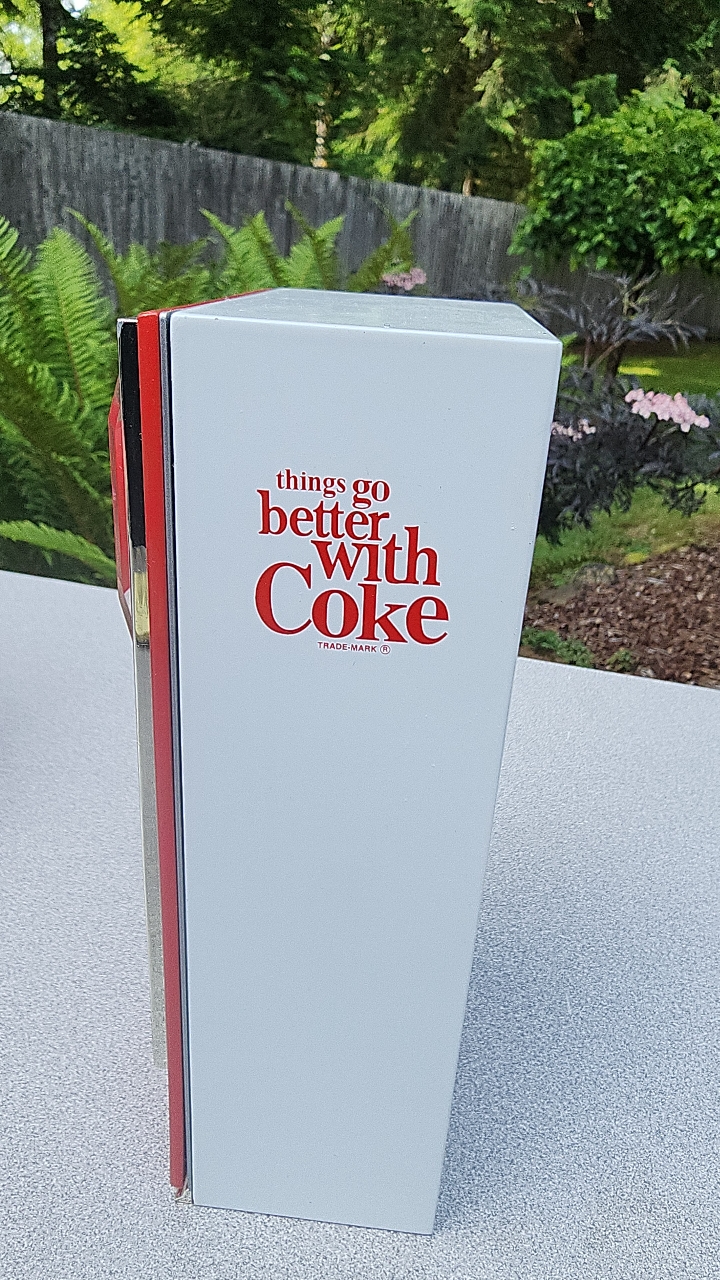 things go
better
with
Coke
TRADE-MARK ®